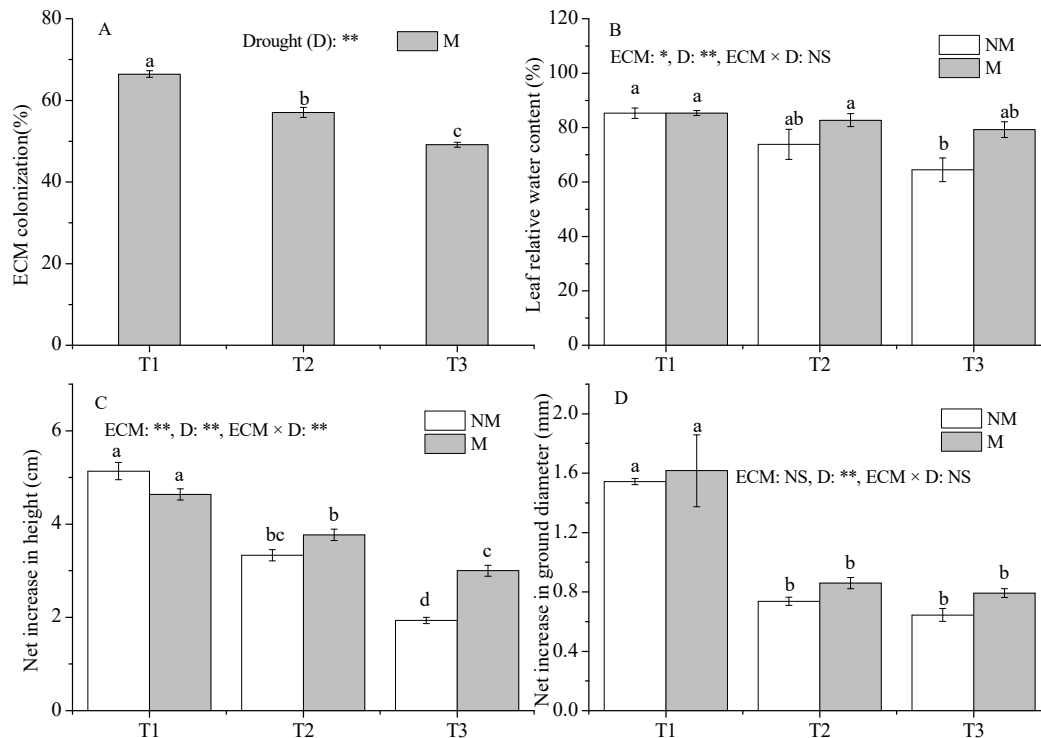 A
Drought (D): **
M
a
b
c
80
60
40
20
0
ECM colonization(%)
T1
T2
T3
B
NM
M
ECM: *, D: **, ECM × D: NS
a
a
ab
a
b
ab
120
100
80
60
40
20
0
Leaf relative water content (%)
T1
T2
T3
C
NM
M
ECM: **, D: **, ECM × D: **
a
a
bc
b
d
c
6
4
2
0
Net increase in height (cm)
T1
T2
T3
D
NM
M
ECM: NS, D: **, ECM × D: NS
a
a
b
b
b
b
2.0
1.6
1.2
0.8
0.4
0.0
Net increase in ground diameter (mm)
T1
T2
T3